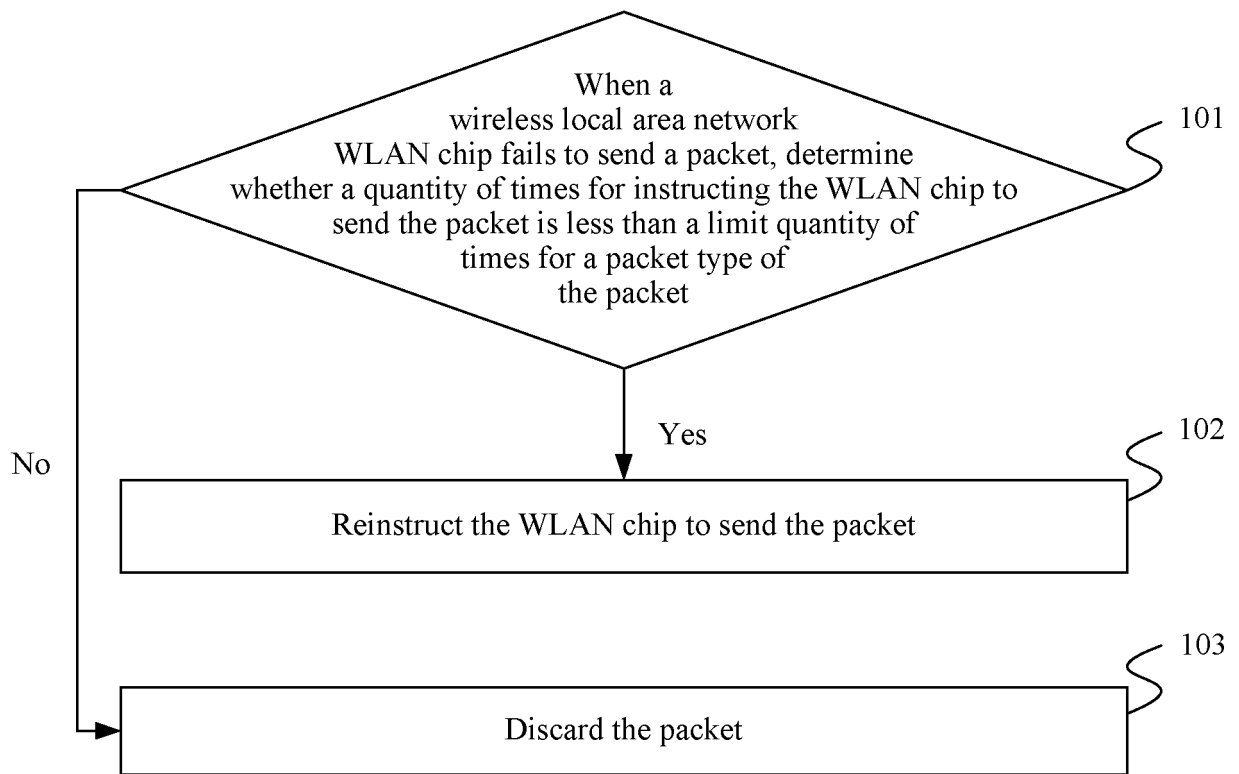 When a
wireless local area network
WLAN chip fails to send a packet, determine
whether a quantity of times for instructing the WLAN chip to
send the packet is less than a limit quantity of
times for a packet type of
the packet
101
Yes
No
102
Reinstruct the WLAN chip to send the packet
103
Discard the packet